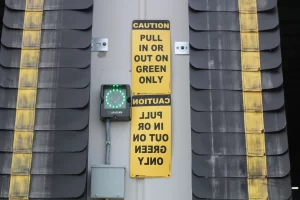 CAUTION
PULL
IN OR
OUT ON
GREEN
ONLY
CAUTION
PULL
IN OR
OUT ON
GREEN
ONLY